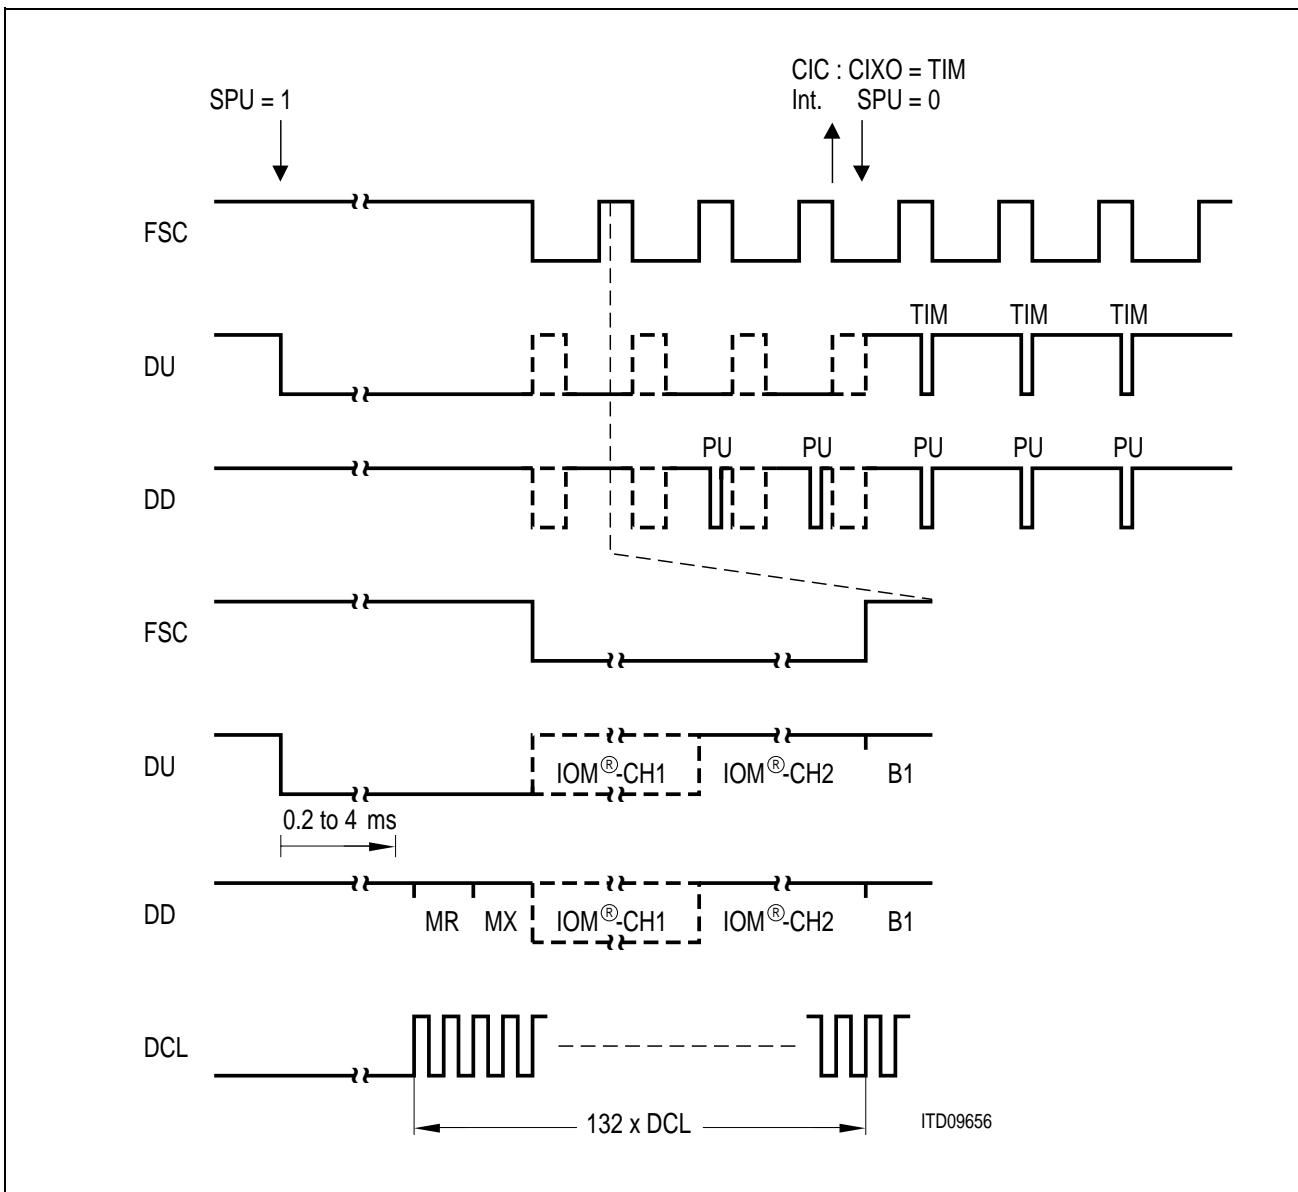 CIC : CIXO = TIM
SPU = 1
Int. SPU = 0
FSC
TIM TIM TIM
DU
PU PU PU PU PU
DD
FSC
DU
IOM®-CH1 IOM®-CH2 B1
0.2 to 4 ms
DD
MR MX IOM®-CH1 IOM®-CH2 B1
DCL
132 x DCL
ITD09656